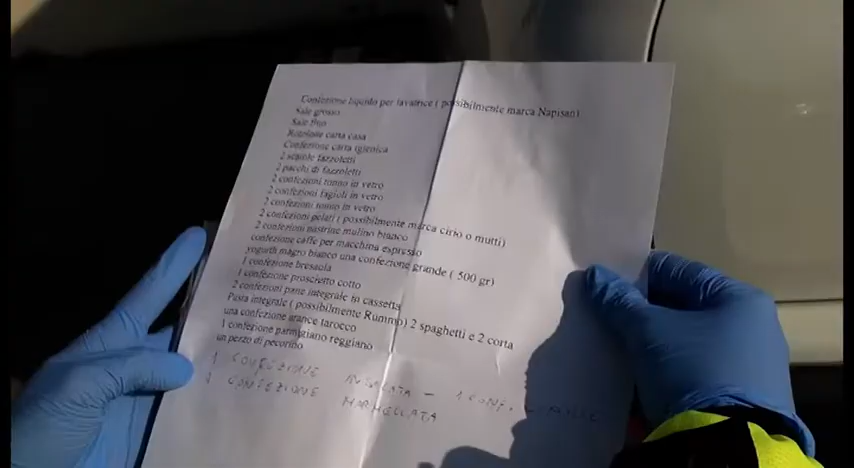 Confezione liquido per lavatrice ( possibilmente marca Napisan)
Sale grosso
Sale fino
Rotolone carta casa
Confezione carta igienica
2 scatole fazzoletti
2 pacchi di fazzoletti
2 confezioni tonno in vetro
2 confezioni fagioli in vetro
2 confezioni tonno in vetro
2 confezioni pelati ( possibilmente marca cirio o mutti)
2 confezioni nastrine mulino bianco
confezione caffe per macchina espresso
yogurth magro bianco una confezione grande ( 500 gr)
1 confezione bresaola
1 confezione prosciutto cotto
2 confezioni pane integrale in cassetta
Pasta integrale ( possibilmente Rummo) 2 spaghetti e 2 corta
una confezione arance tarocco
1 confezione parmigiano reggiano
un pezzo di pecorino
1 CONFEZIONE INSALATA - 1 CONF.
1 CONFEZIONE MARMELLATA